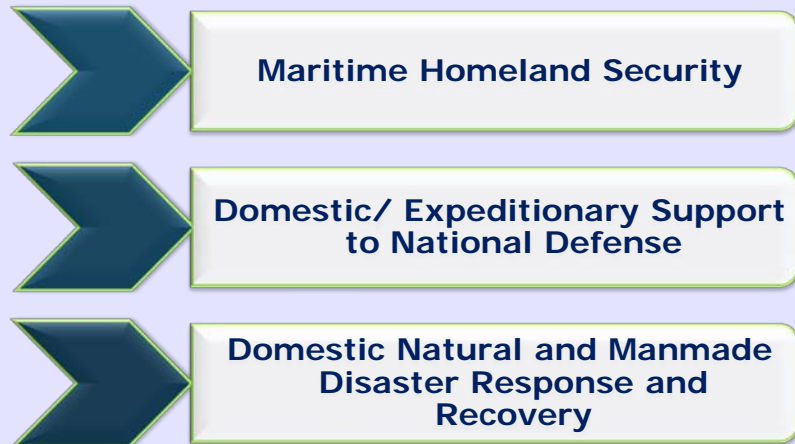 Maritime Homeland Security
Domestic/ Expeditionary Support
to National Defense
Domestic Natural and Manmade
Disaster Response and
Recovery